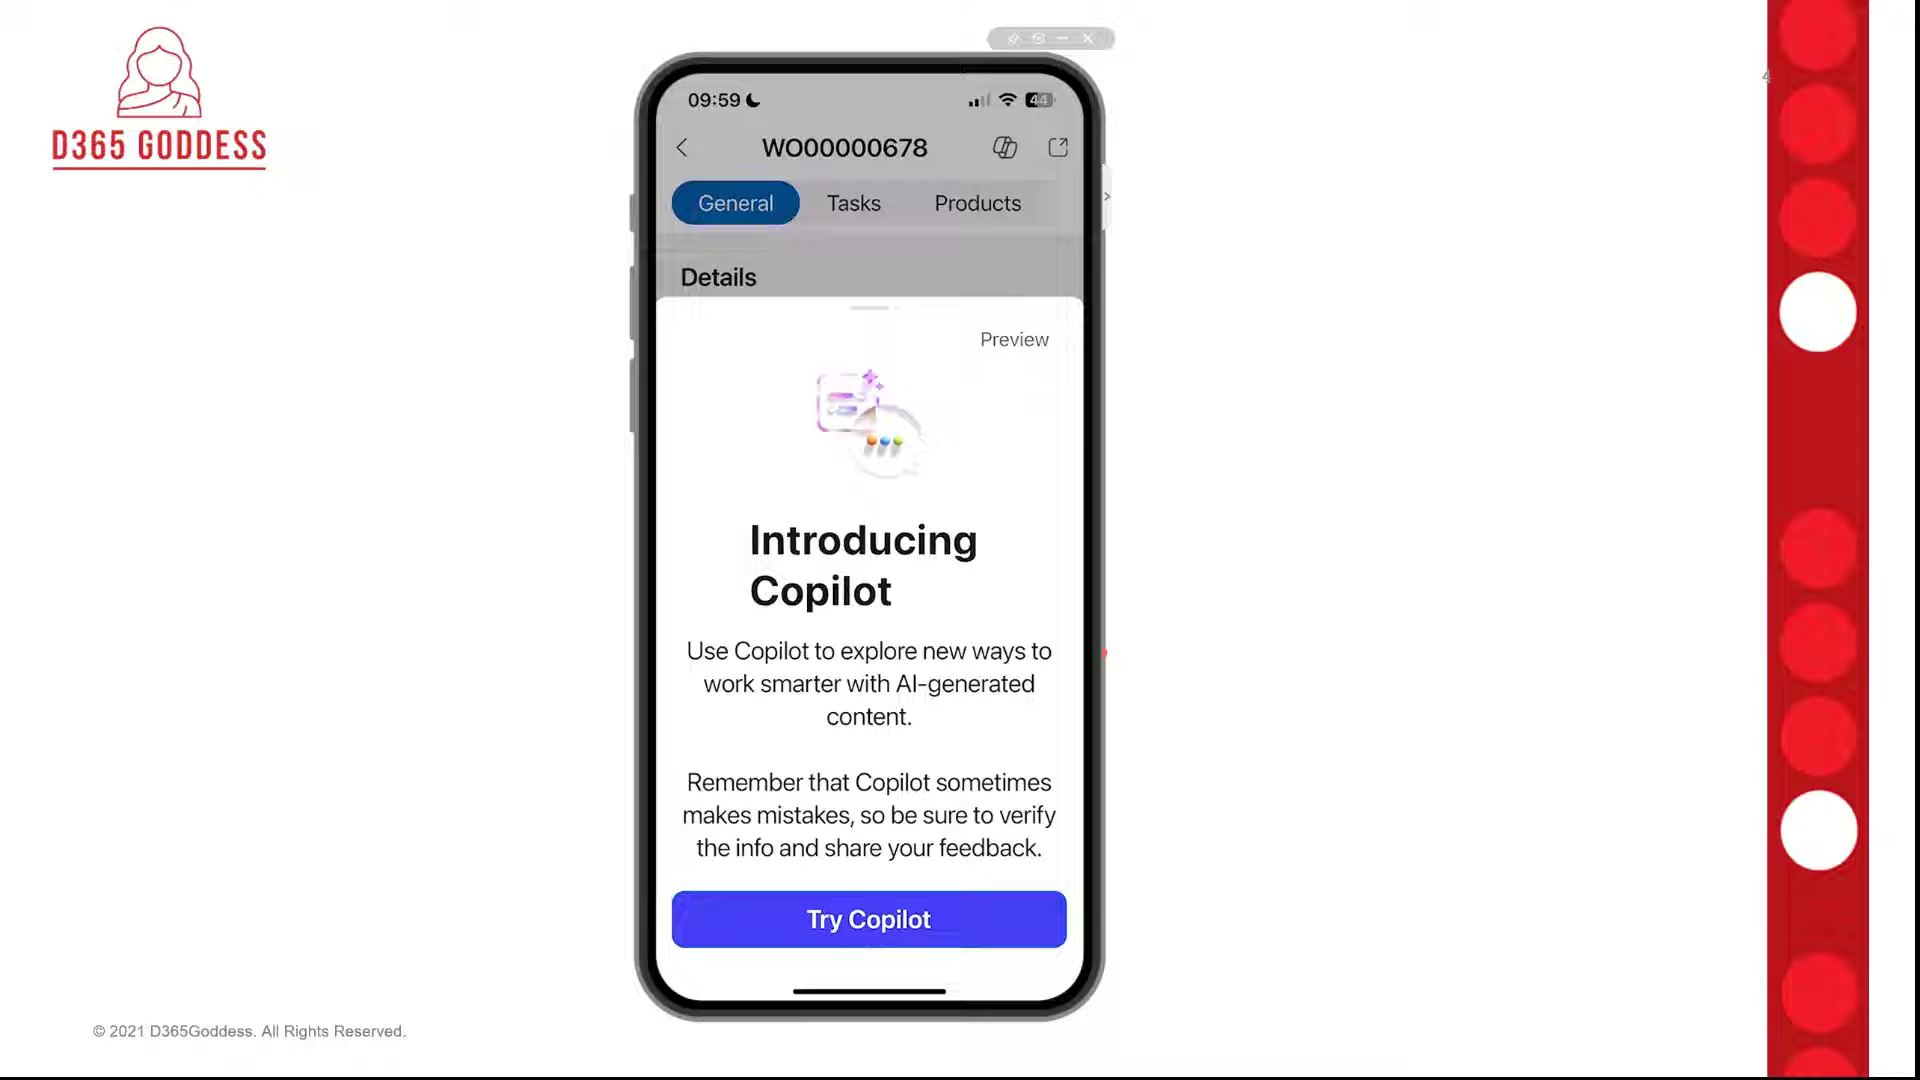 D365 GODDESS
4
09:59
44
WO00000678
General
Tasks
Products
Details
Preview
Introducing
Copilot
Use Copilot to explore new ways to
work smarter with AI-generated
content.
Remember that Copilot sometimes
makes mistakes, so be sure to verify
the info and share your feedback.
Try Copilot
© 2021 D365Goddess. All Rights Reserved.